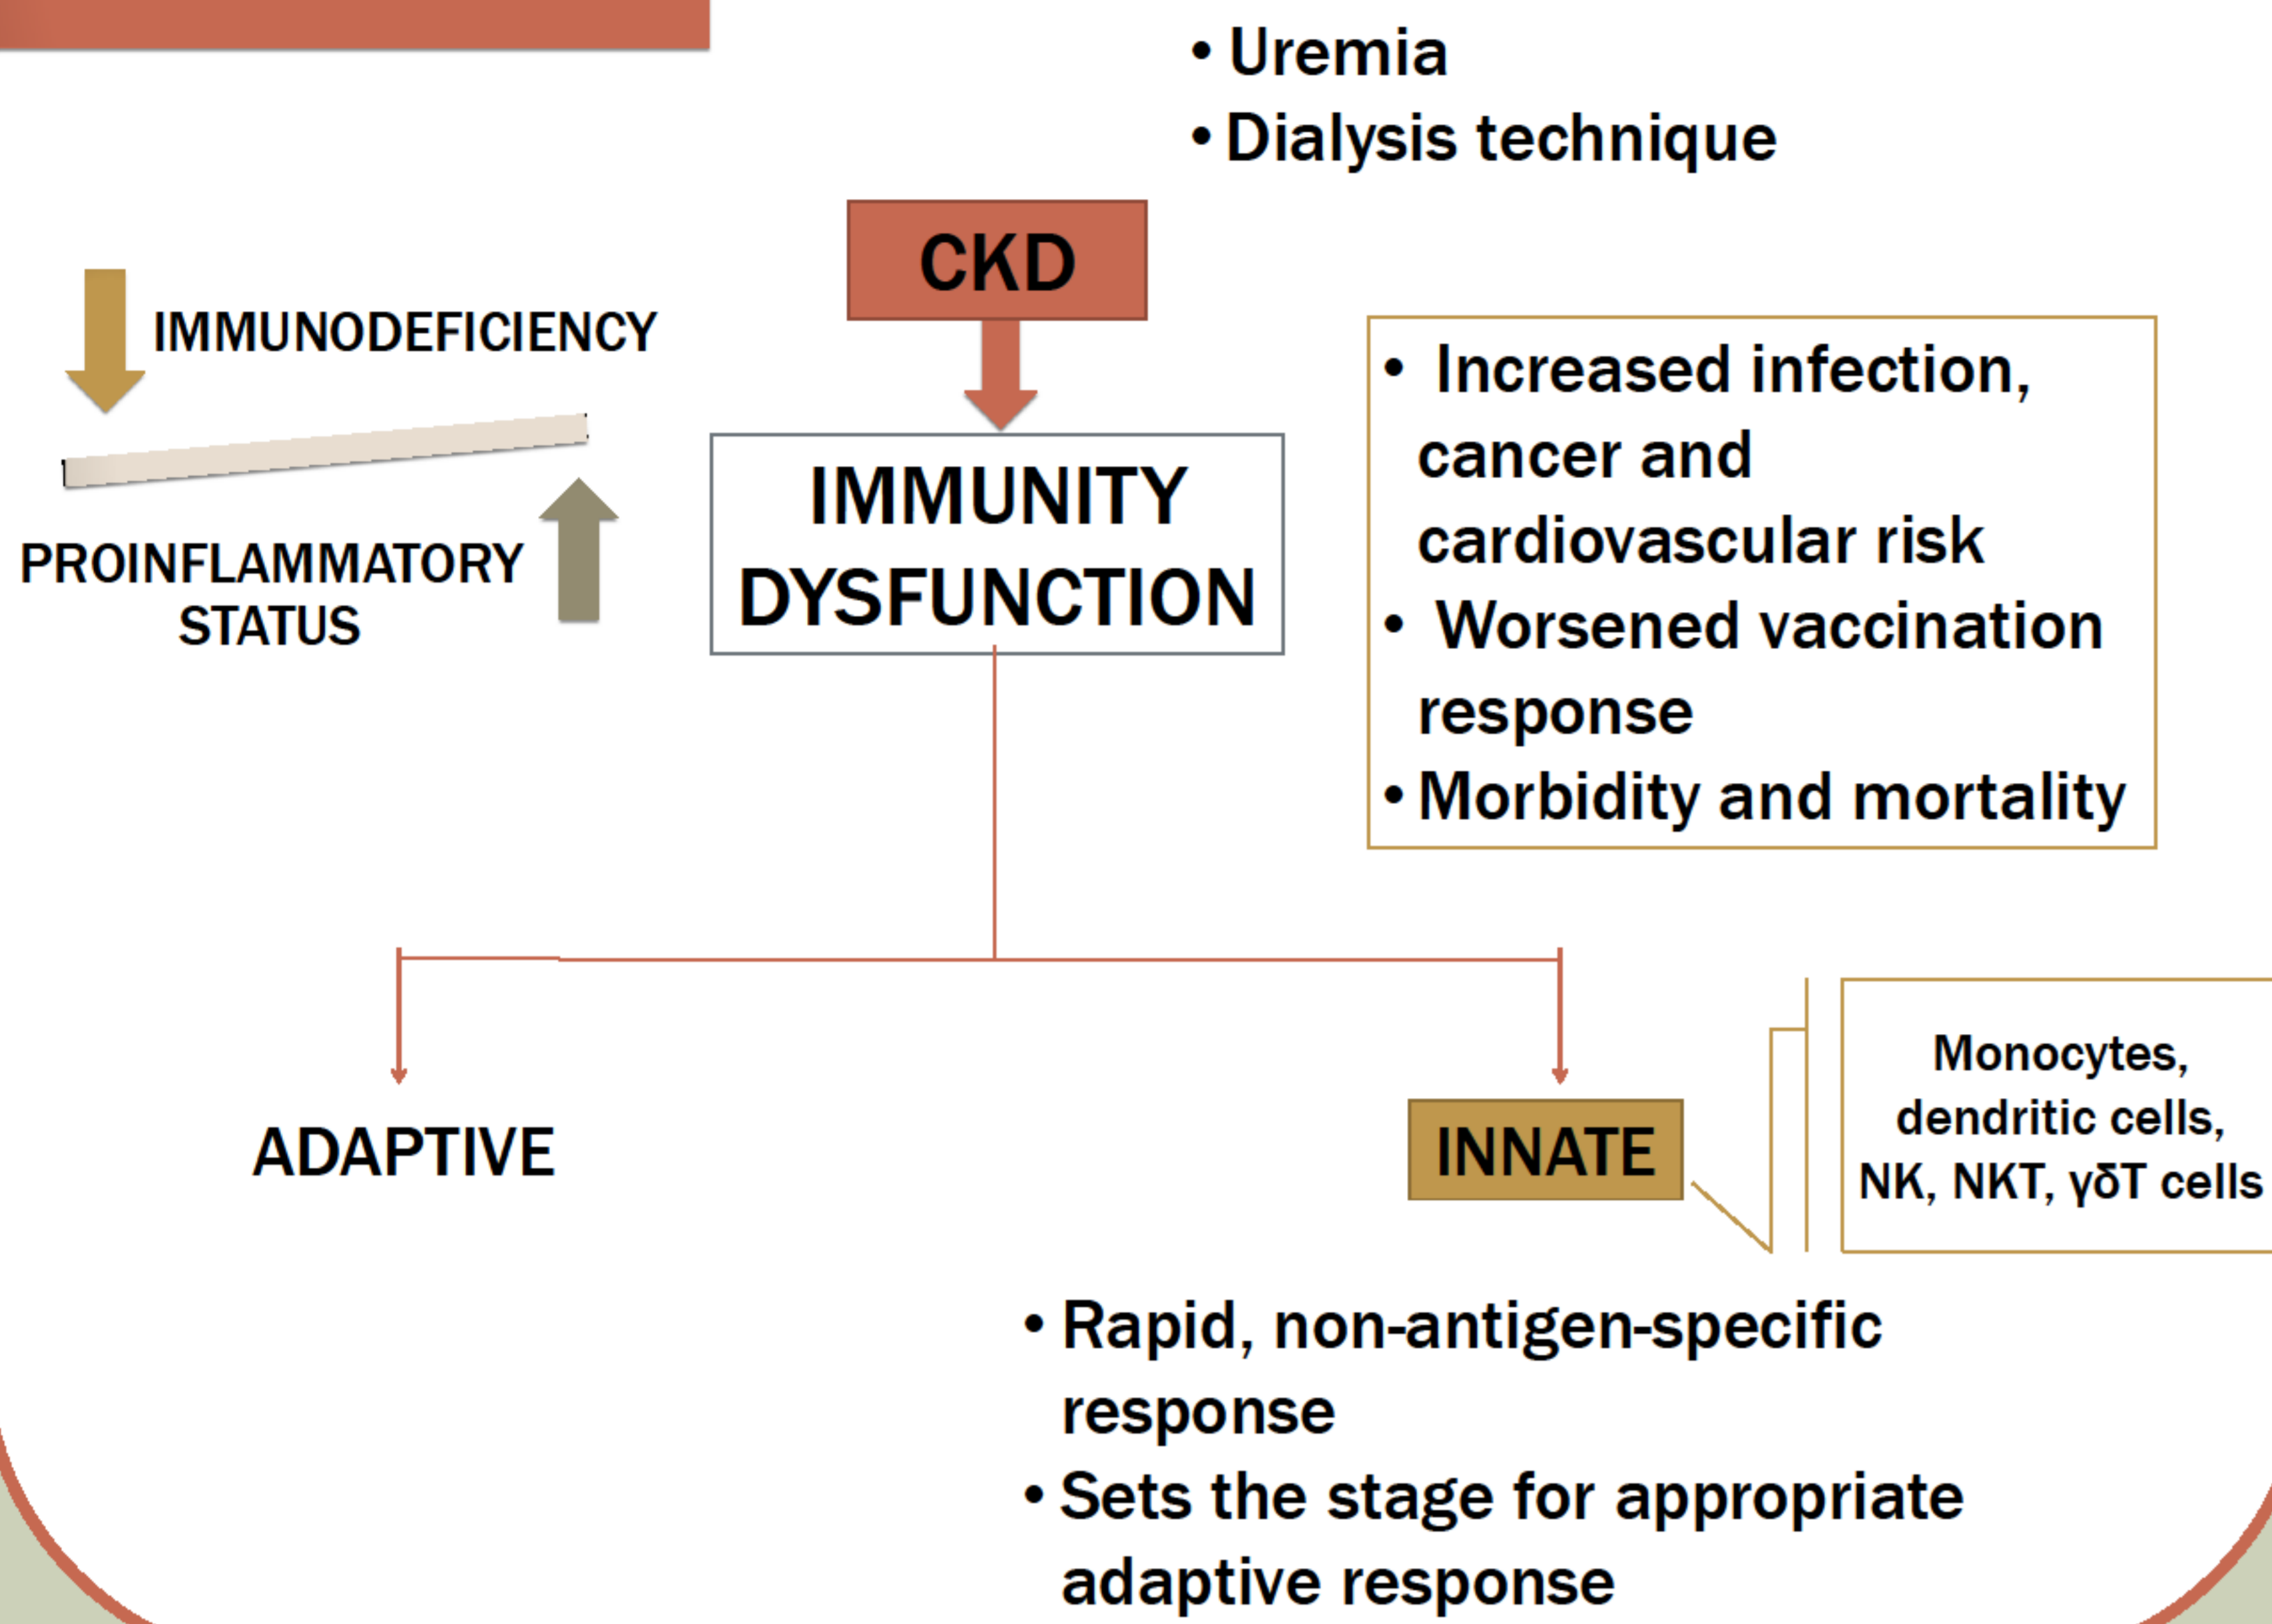 • Uremia
• Dialysis technique
CKD
IMMUNODEFICIENCY
PROINFLAMMATORY
STATUS
IMMUNITY
DYSFUNCTION
• Increased infection,
cancer and
cardiovascular risk
• Worsened vaccination
response
• Morbidity and mortality
ADAPTIVE
INNATE
Monocytes,
dendritic cells,
NK, NKT, γδT cells
• Rapid, non-antigen-specific
response
• Sets the stage for appropriate
adaptive response